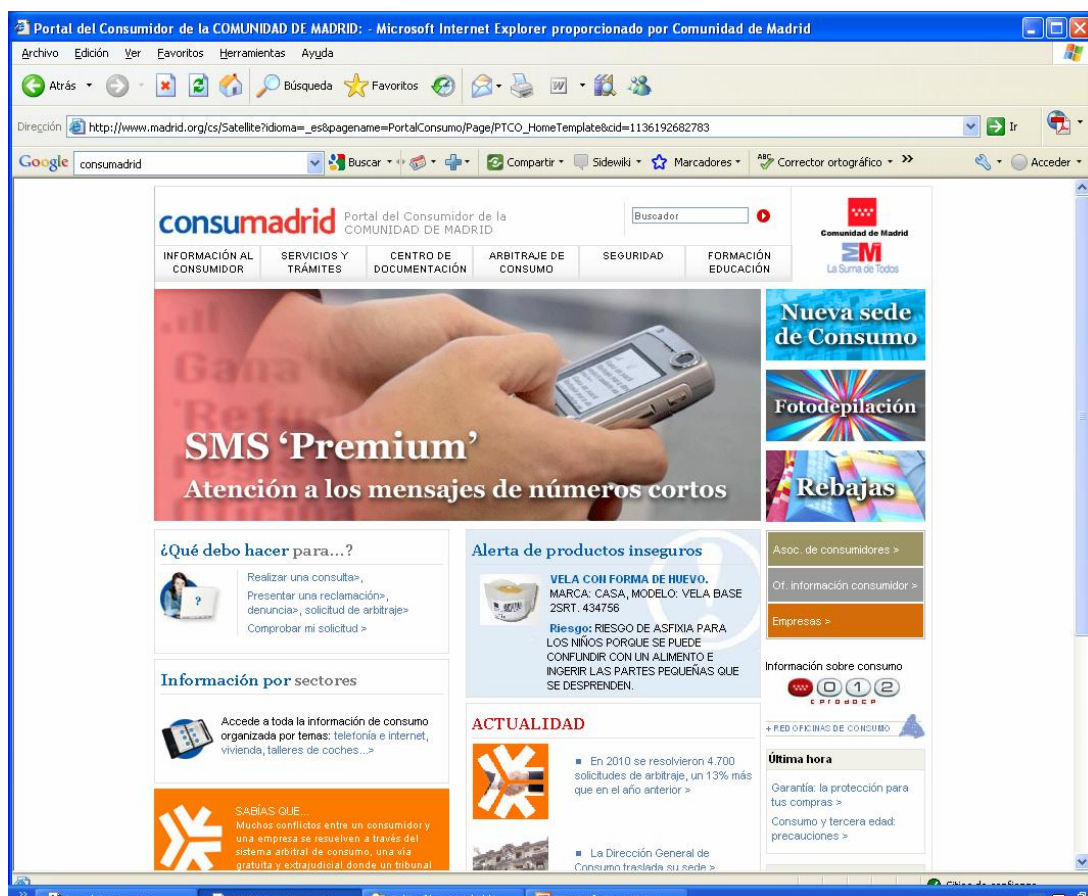 Portal del Consumidor de la COMUNIDAD DE MADRID: - Microsoft Internet Explorer proporcionado por Comunidad de Madrid
Archivo Edición Ver Favoritos Herramientas Ayuda
Atrás Búsqueda Favoritos
Dirección http://www.madrid.org/cs/Satellite?idioma=_es&pagename=PortalConsumo/Page/PTCO_HomeTemplate&cid=1136192682783 Ir
Google consumadrid Buscar Compartir Sidewiki Marcadores Corrector ortográfico Acceder
consumadrid Portal del Consumidor de la
COMUNIDAD DE MADRID
Buscador
Comunidad de Madrid
La Suma de Todos
INFORMACIÓN AL
CONSUMIDOR
SERVICIOS Y
TRÁMITES
CENTRO DE
DOCUMENTACIÓN
ARBITRAJE DE
CONSUMO
SEGURIDAD
FORMACIÓN
EDUCACIÓN
Gana
SMS ‘Premium’
Atención a los mensajes de números cortos
Nueva sede
de Consumo
Fotodepilación
Rebajas
¿Qué debo hacer para...?
Realizar una consulta>,
Presentar una reclamación>,
denuncia>, solicitud de arbitraje>
Comprobar mi solicitud >
Información por sectores
Accede a toda la información de consumo
organizada por temas: telefonía e internet,
vivienda, talleres de coches...>
SABÍAS QUE...
Muchos conflictos entre un consumidor y
una empresa se resuelven a través del
sistema arbitral de consumo, una vía
gratuita y extrajudicial donde un tribunal
Alerta de productos inseguros
VELA CON FORMA DE HUEVO.
MARCA: CASA, MODELO: VELA BASE
2SRT. 434756
Riesgo: RIESGO DE ASFIXIA PARA
LOS NIÑOS PORQUE SE PUEDE
CONFUNDIR CON UN ALIMENTO E
INGERIR LAS PARTES PEQUEÑAS QUE
SE DESPRENDEN.
ACTUALIDAD
En 2010 se resolvieron 4.700
solicitudes de arbitraje, un 13% más
que en el año anterior >
La Dirección General de
Consumo traslada su sede >
Asoc. de consumidores >
Of. información consumidor >
Empresas >
Información sobre consumo
012
+ RED OFICINAS DE CONSUMO
Última hora
Garantía: la protección para
tus compras >
Consumo y tercera edad:
precauciones >